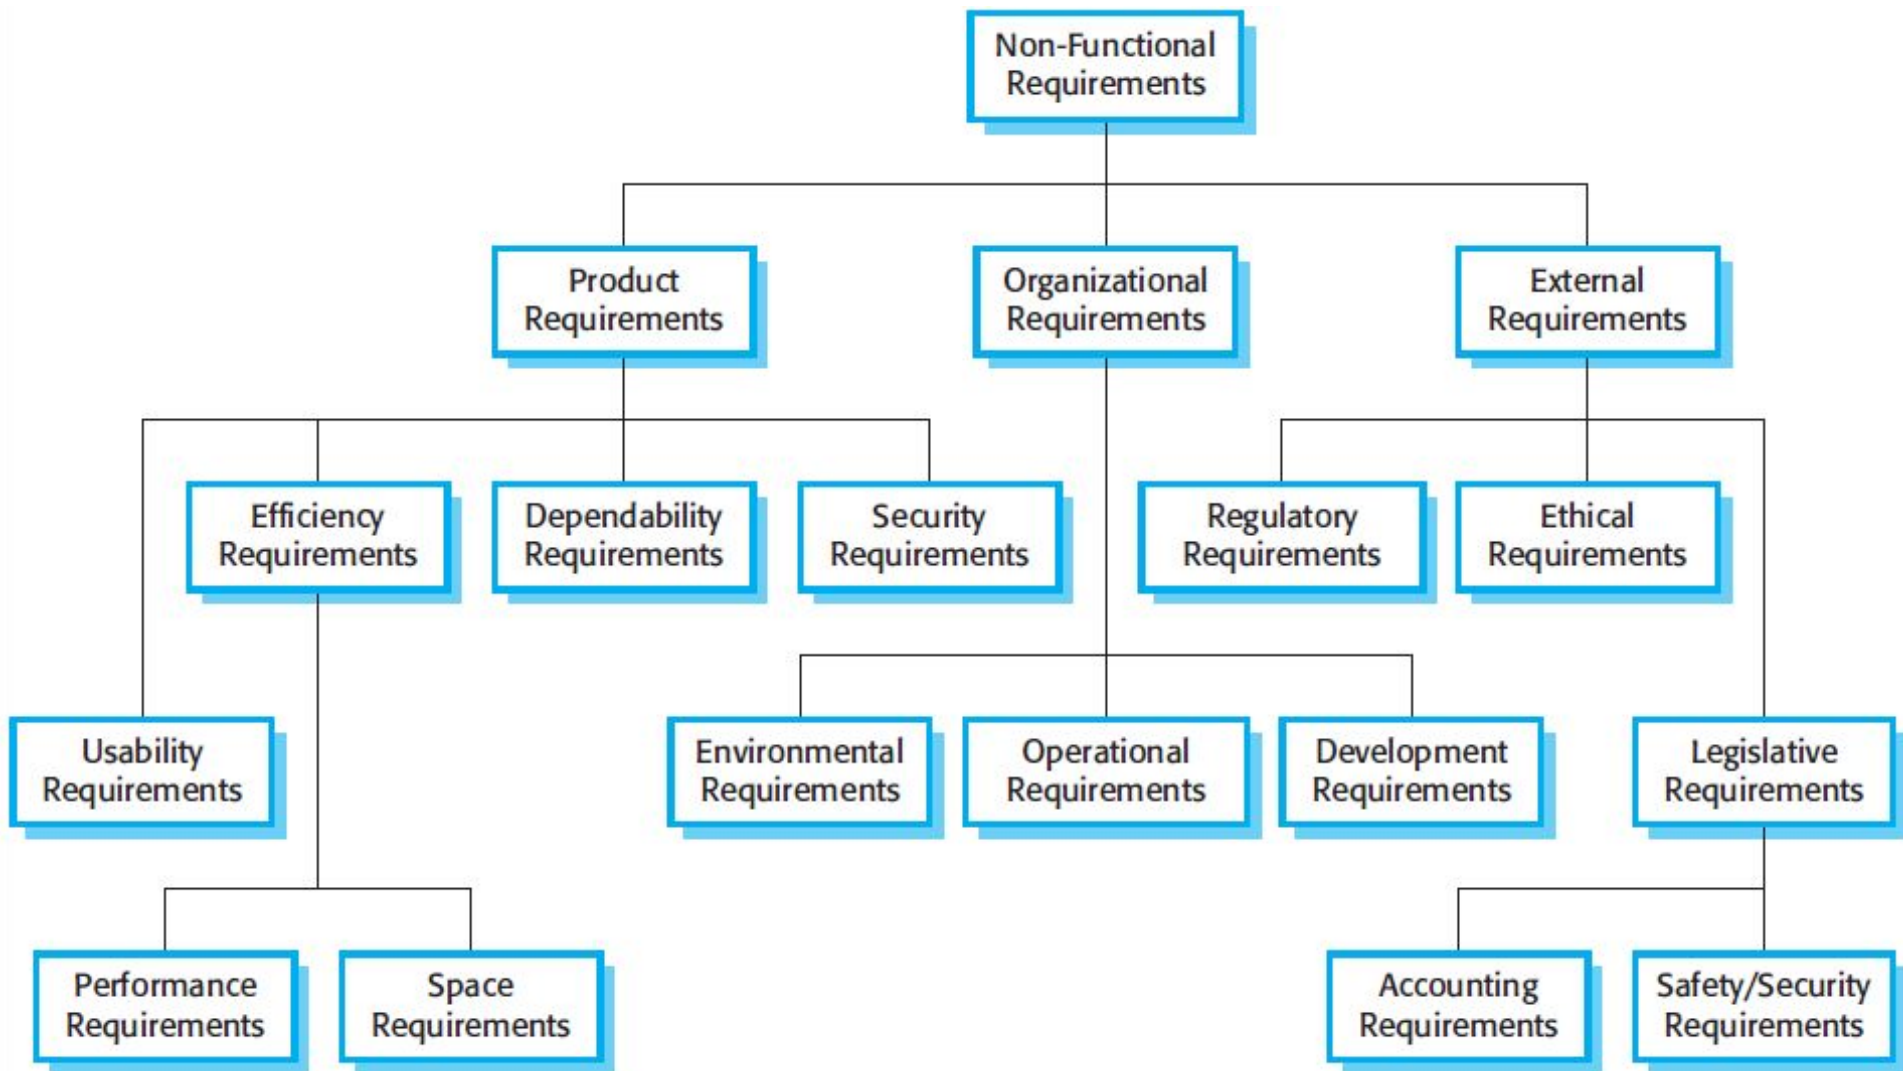 Non-Functional
Requirements
Product
Requirements
Organizational
Requirements
External
Requirements
Efficiency
Requirements
Dependability
Requirements
Security
Requirements
Regulatory
Requirements
Ethical
Requirements
Usability
Requirements
Environmental
Requirements
Operational
Requirements
Development
Requirements
Legislative
Requirements
Performance
Requirements
Space
Requirements
Accounting
Requirements
Safety/Security
Requirements